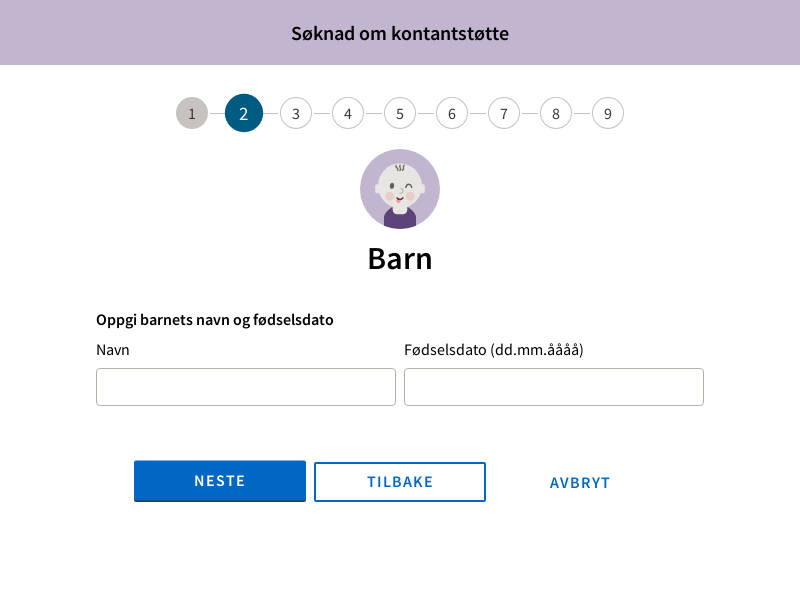 Søknad om kontantstøtte
1 2 3 4 5 6 7 8 9
Barn
Oppgi barnets navn og fødselsdato
Navn Fødselsdato (dd.mm.åååå)
NESTE TILBAKE AVBRYT